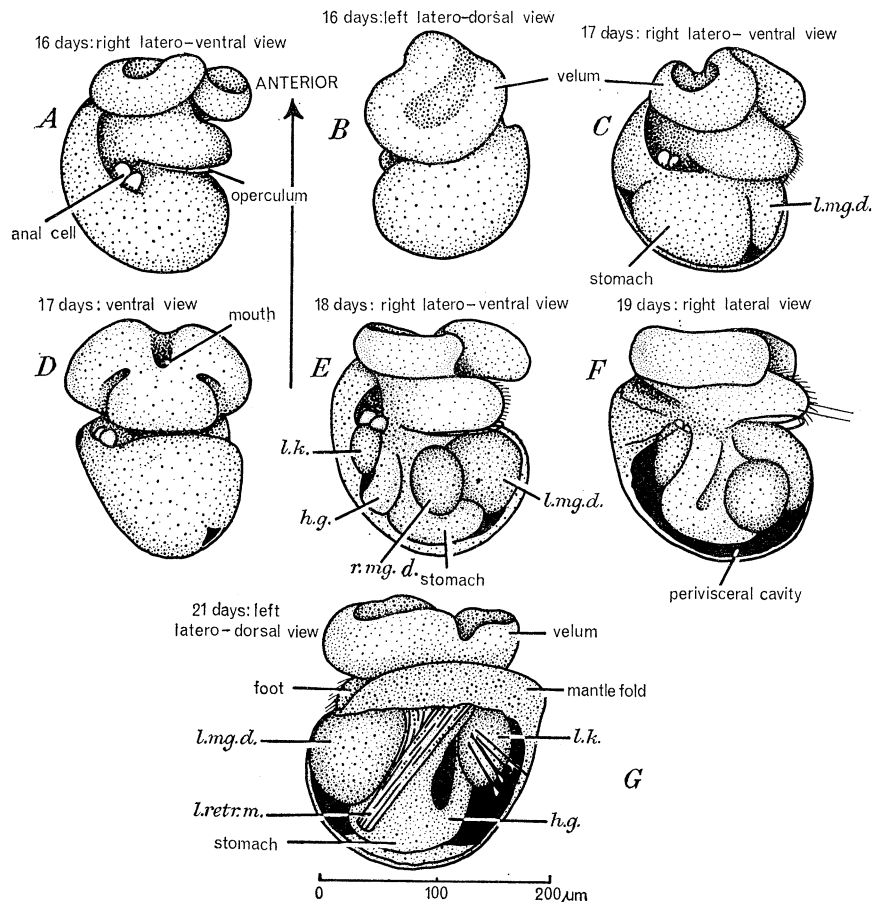 16 days: right latero-ventral view
16 days: left latero-dorsal view
17 days: right latero-ventral view
A
ANTERIOR
B
velum
C
operculum
anal cell
l.mg.d.
stomach
17 days: ventral view
18 days: right latero-ventral view
19 days: right lateral view
mouth
D
E
F
l.k.
h.g.
l.mg.d.
r.mg.d.
stomach
perivisceral cavity
21 days: left
latero-dorsal view
velum
foot
mantle fold
l.mg.d.
l.k.
G
l.retr.m.
h.g.
stomach
0 100 200μm